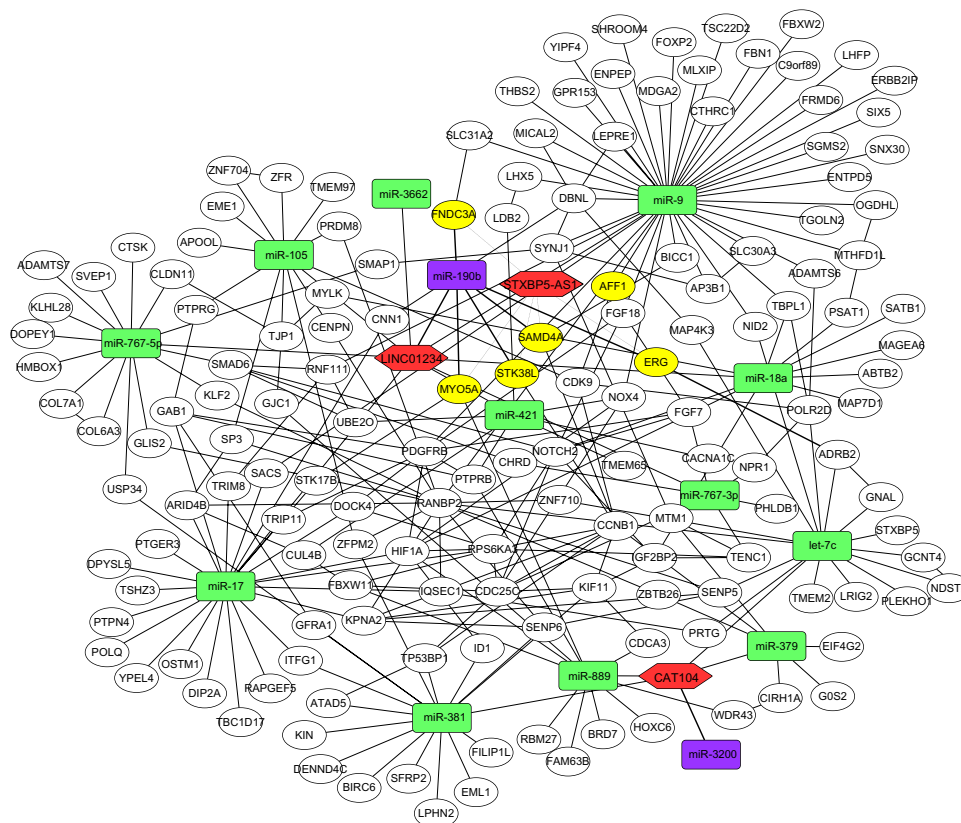 TSC22D2
FBXW2
SHROOM4
FOXP2
YIPF4
FBN1
LHFP
C9orf89
ENPEP
MLXIP
ERBB2IP
THBS2
GPR153
MDGA2
FRMD6
CTHRC1
SIX5
SLC31A2
MICAL2
LEPRE1
SGMS2
SNX30
ZNF704
ZFR
LHX5
ENTPD5
TMEM97
miR-3662
DBNL
miR-9
OGDHL
EME1
FNDC3A
LDB2
TGOLN2
PRDM8
APOOL
CTSK
miR-105
SYNJ1
BICC1
SLC30A3
MTHFD1L
ADAMTS7
SMAP1
ADAMTS6
SVEP1
CLDN11
miR-190b
STXBP5-AS1
AFF1
AP3B1
MYLK
KLHL28
PTPRG
TBPL1
SATB1
FGF18
PSAT1
CENPN
CNN1
NID2
DOPEY1
TJP1
SAMD4A
MAP4K3
miR-767-5p
MAGEA6
HMBOX1
SMAD6
RNF111
LINC01234
ERG
miR-18a
ABTB2
STK38L
CDK9
MYO5A
KLF2
NOX4
MAP7D1
COL7A1
GJC1
GAB1
miR-421
FGF7
POLR2D
UBE2O
COL6A3
GLIS2
SP3
PDGFRB
NOTCH2
CACNA1C
ADRB2
CHRD
TMEM65
NPR1
SACS
PTPRB
USP34
TRIM8
STK17B
miR-767-3p
ZNF710
GNAL
ARID4B
DOCK4
RANBP2
PHLDB1
TRIP11
CCNB1
MTM1
STXBP5
PTGER3
ZFPM2
let-7c
HIF1A
RPS6KA3
CUL4B
GF2BP2
TENC1
GCNT4
DPYSL5
miR-17
FBXW11
IQSEC1
CDC25C
KIF11
SEN​P5
NDST
TSHZ3
ZBTB26
TMEM2
LRIG2
PLEKHO1
PTPN4
GFRA1
KPNA2
SENP6
PRTG
POLQ
CDCA3
miR-379
EIF4G2
ID1
OSTM1
ITFG1
TP53BP1
YPEL4
miR-889
CAT104
DIP2A
RAPGEF5
CIRH1A
G0S2
ATAD5
TBC1D17
miR-381
WDR43
HOXC6
KIN
BRD7
RBM27
FILIP1L
miR-3200
FAM63B
DENND4C
SFRP2
BIRC6
EML1
LPHN2